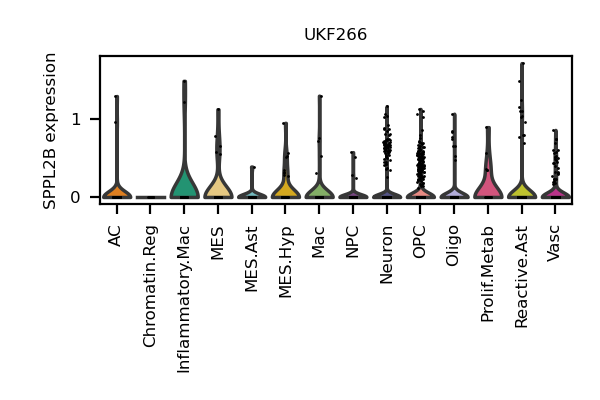 UKF266
SPPL2B expression
1
0
AC
Chromatin.Reg
Inflammatory.Mac
MES
MES.Ast
MES.Hyp
Mac
NPC
Neuron
OPC
Oligo
Prolif.Metab
Reactive.Ast
Vasc